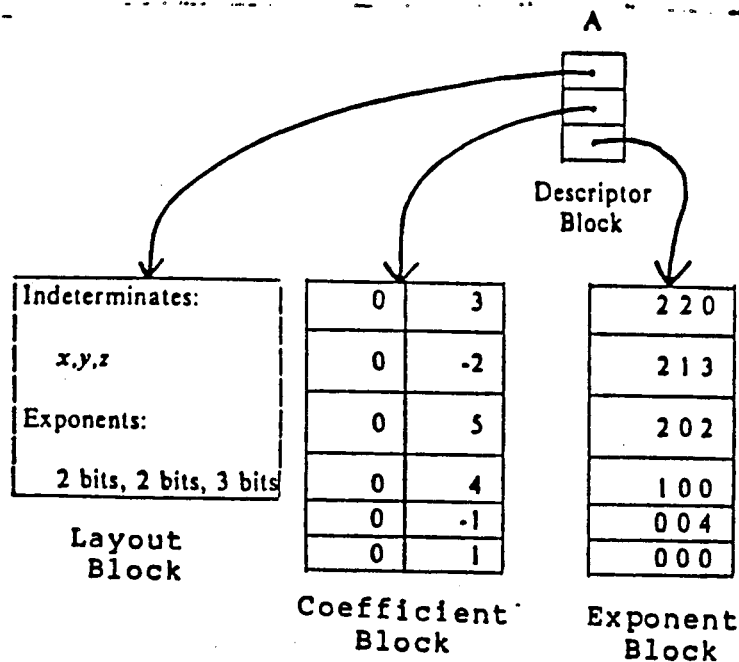 A
Descriptor
Block
Indeterminates:
x,y,z
Exponents:
2 bits, 2 bits, 3 bits
Layout
Block
0 3
0 -2
0 5
0 4
0 -1
0 1
Coefficient
Block
2 2 0
2 1 3
2 0 2
1 0 0
0 0 4
0 0 0
Exponent
Block